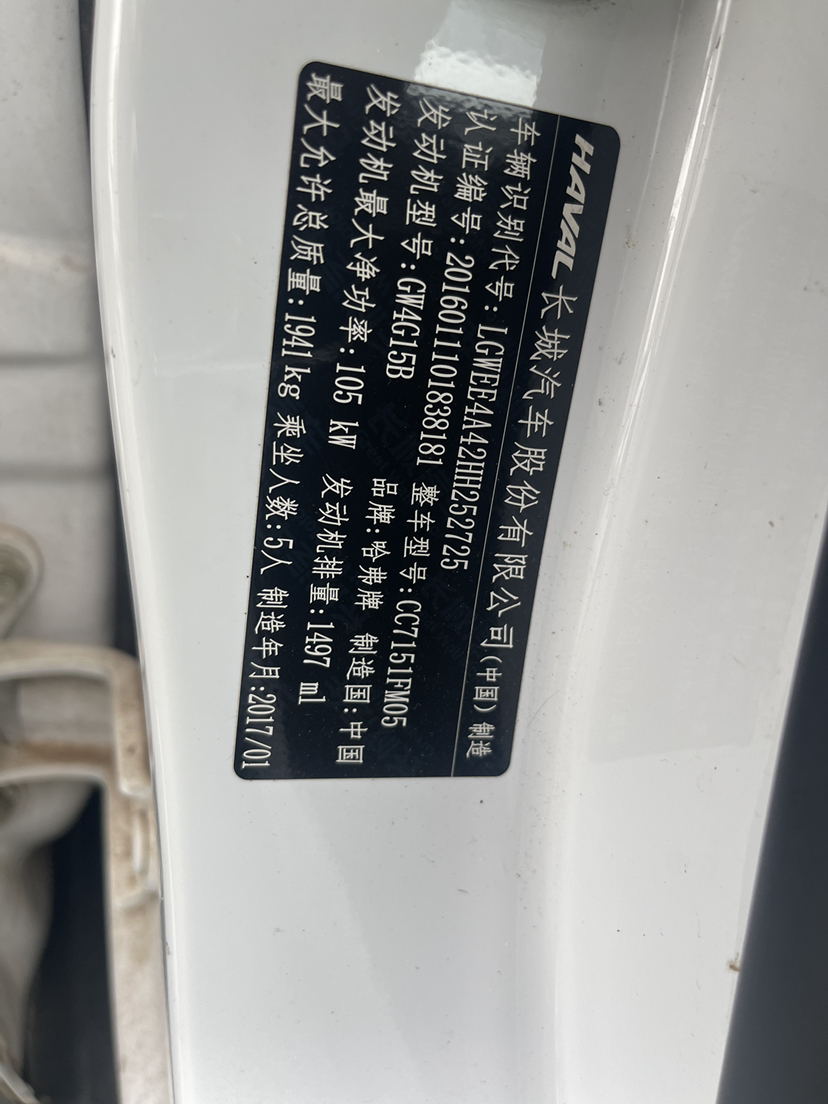 HAVAL 长城汽车股份有限公司(中国)制造
车辆识别代号:LGWEE4A42HH252725
认证编号:2016011101838181 整车型号:CC7151FM05
发动机型号:GW4G15B 品牌:哈弗牌 制造国:中国
发动机最大净功率:105 kW 发动机排量:1497 ml
最大允许总质量:1941kg 乘坐人数:5人 制造年月:2017/01